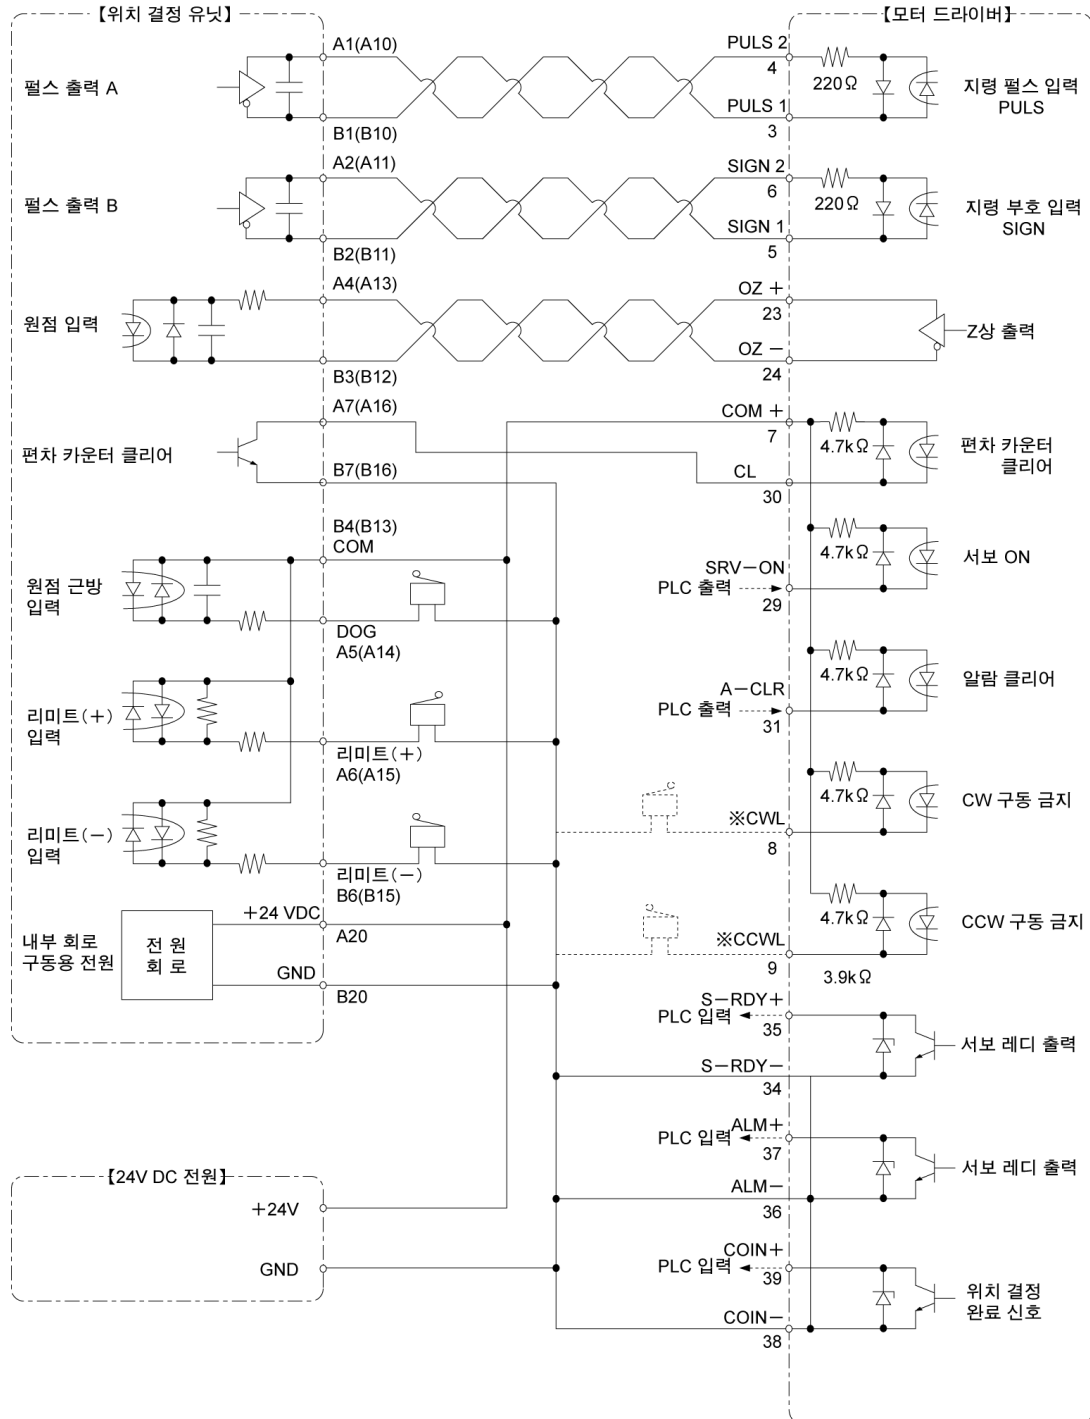 【위치 결정 유닛】
【모터 드라이버】
펄스 출력 A
A1(A10)
B1(B10)
PULS 2
4
220Ω
PULS 1
3
지령 펄스 입력
PULS
펄스 출력 B
A2(A11)
B2(B11)
SIGN 2
6
220Ω
SIGN 1
5
지령 부호 입력
SIGN
원점 입력
A4(A13)
B3(B12)
OZ +
23
OZ -
24
Z상 출력
편차 카운터 클리어
A7(A16)
B7(B16)
COM +
7
4.7kΩ
CL
30
편차 카운터
클리어
B4(B13)
COM
원점 근방
입력
DOG
A5(A14)
4.7kΩ
SRV-ON
PLC 출력
29
서보 ON
리미트(+)
입력
리미트(+)
A6(A15)
4.7kΩ
A-CLR
PLC 출력
31
알람 클리어
리미트(-)
입력
리미트(-)
B6(B15)
4.7kΩ
※CWL
8
CW 구동 금지
내부 회로
구동용 전원
전 원
회 로
+24 VDC
A20
GND
B20
4.7kΩ
※CCWL
9
3.9kΩ
CCW 구동 금지
S-RDY+
PLC 입력
35
S-RDY-
34
서보 레디 출력
ALM+
PLC 입력
37
ALM-
36
서보 레디 출력
COIN+
PLC 입력
39
COIN-
38
위치 결정
완료 신호
【24V DC 전원】
+24V
GND